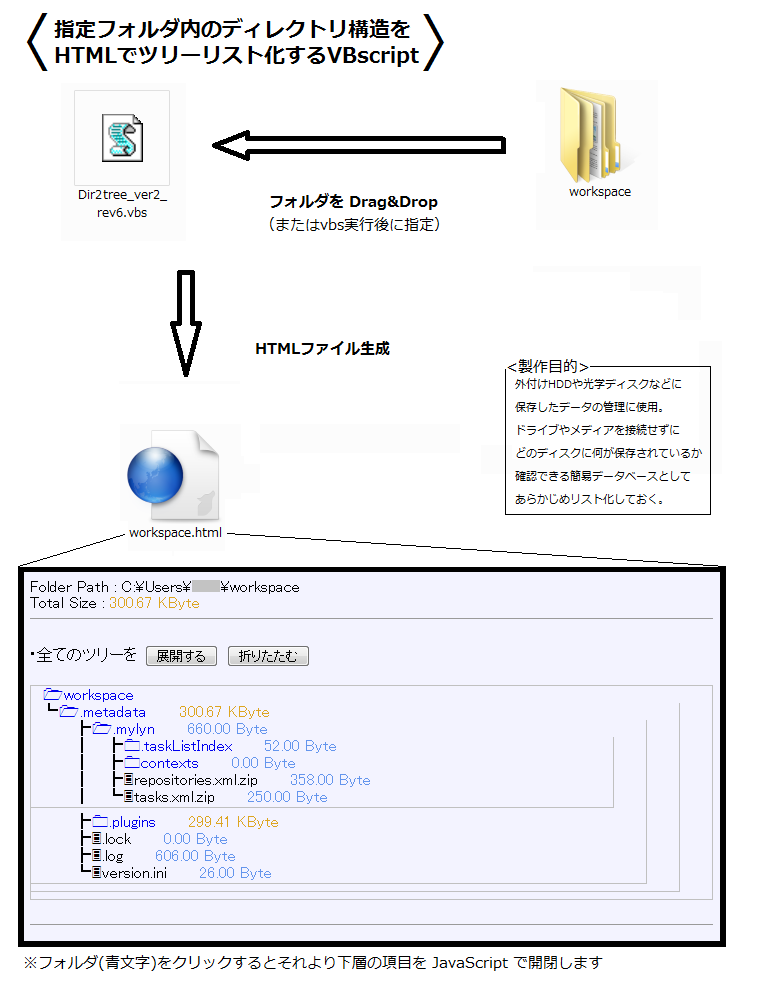 指定フォルダ内のディレクトリ構造を
HTMLでツリーリスト化するVBscript
Dir2tree_ver2_
rev6.vbs
workspace
フォルダを Drag&Drop
（またはvbs実行後に指定）
HTMLファイル生成
<製作目的>
外付けHDDや光学ディスクなどに
保存したデータの管理に使用。
ドライブやメディアを接続せずに
どのディスクに何が保存されているか
確認できる簡易データベースとして
あらかじめリスト化しておく。
workspace.html
Folder Path : C:¥Users¥ ¥workspace
Total Size : 300.67 KByte
・全てのツリーを 展開する 折りたたむ
workspace
.metadata 300.67 KByte
.mylyn 660.00 Byte
.taskListIndex 52.00 Byte
contexts 0.00 Byte
repositories.xml.zip 358.00 Byte
tasks.xml.zip 250.00 Byte
.plugins 299.41 KByte
.lock 0.00 Byte
.log 606.00 Byte
version.ini 26.00 Byte
※フォルダ(青文字)をクリックするとそれより下層の項目を JavaScript で開閉します